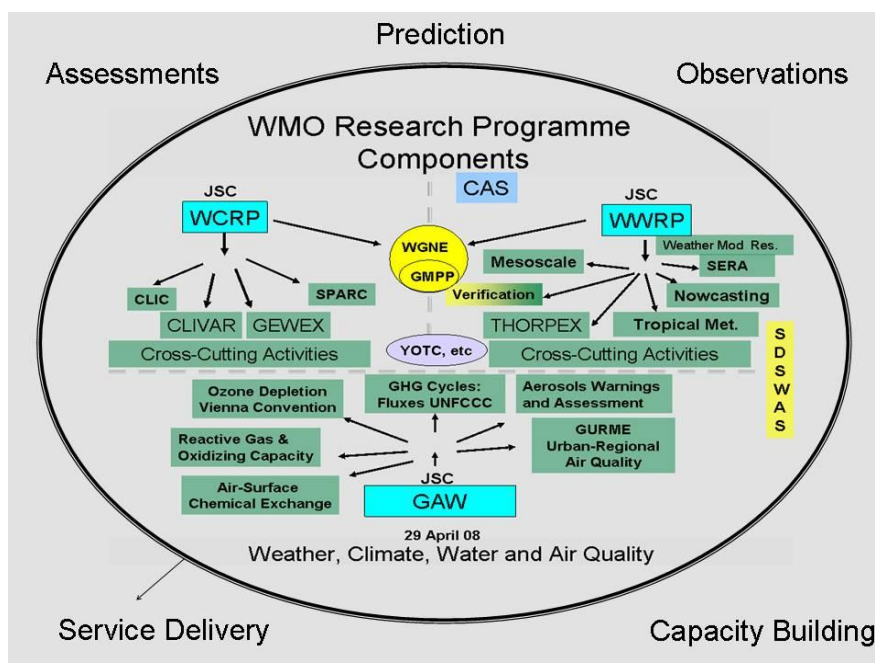 Prediction
Assessments
Observations
WMO Research Programme
Components
CAS
JSC
WCRP
JSC
WWRP
Weather Mod Res.
WGNE
GMPP
Mesoscale
SERA
Verification
Nowcasting
CLIC
SPARC
CLIVAR
GEWEX
THORPEX
Tropical Met.
Cross-Cutting Activities
YOTC, etc
Cross-Cutting Activities
S
D
S
W
A
S
Ozone Depletion
Vienna Convention
GHG Cycles:
Fluxes UNFCCC
Aerosols Warnings
and Assessment
Reactive Gas &
Oxidizing Capacity
GURME
Urban-Regional
Air Quality
Air-Surface
Chemical Exchange
JSC
GAW
29 April 08
Weather, Climate, Water and Air Quality
Service Delivery
Capacity Building